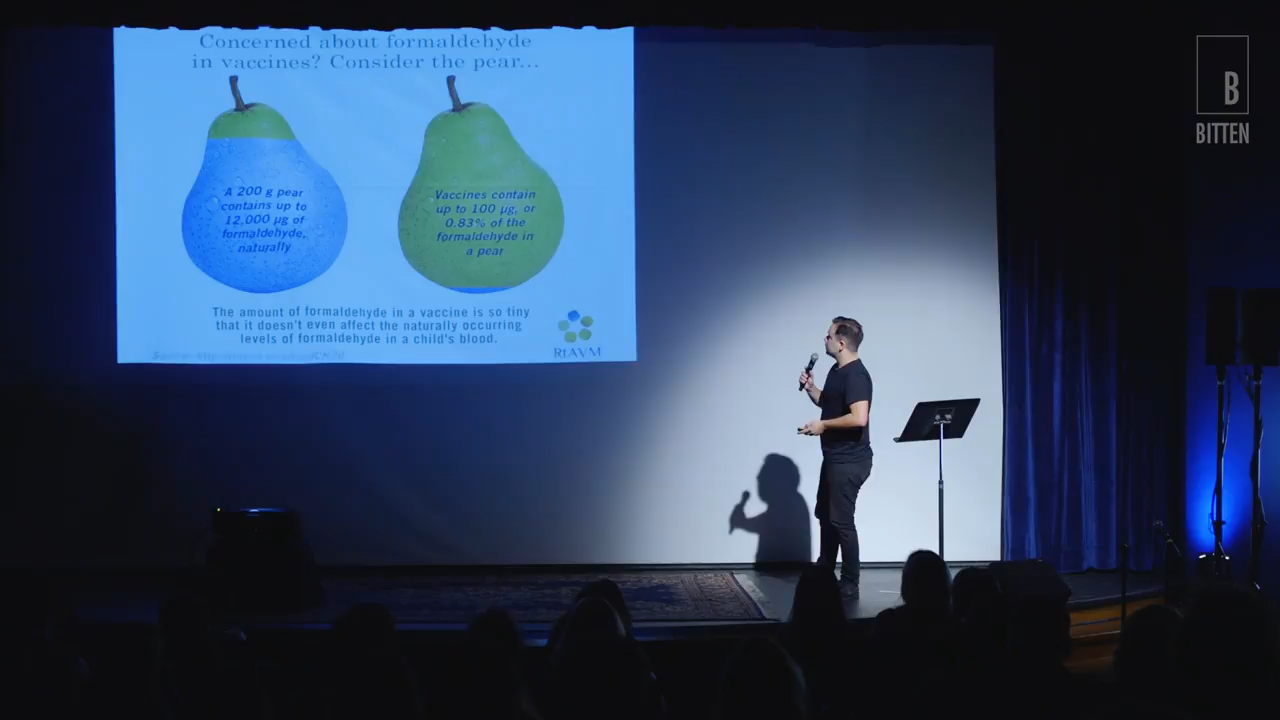 Concerned about formaldehyde
in vaccines? Consider the pear...
A 200 g pear
contains up to
12,000 µg of
formaldehyde,
naturally
Vaccines contain
up to 100 µg, or
0.83% of the
formaldehyde in
a pear
The amount of formaldehyde in a vaccine is so tiny
that it doesn't even affect the naturally occurring
levels of formaldehyde in a child's blood.
RtAVM
B
BITTEN